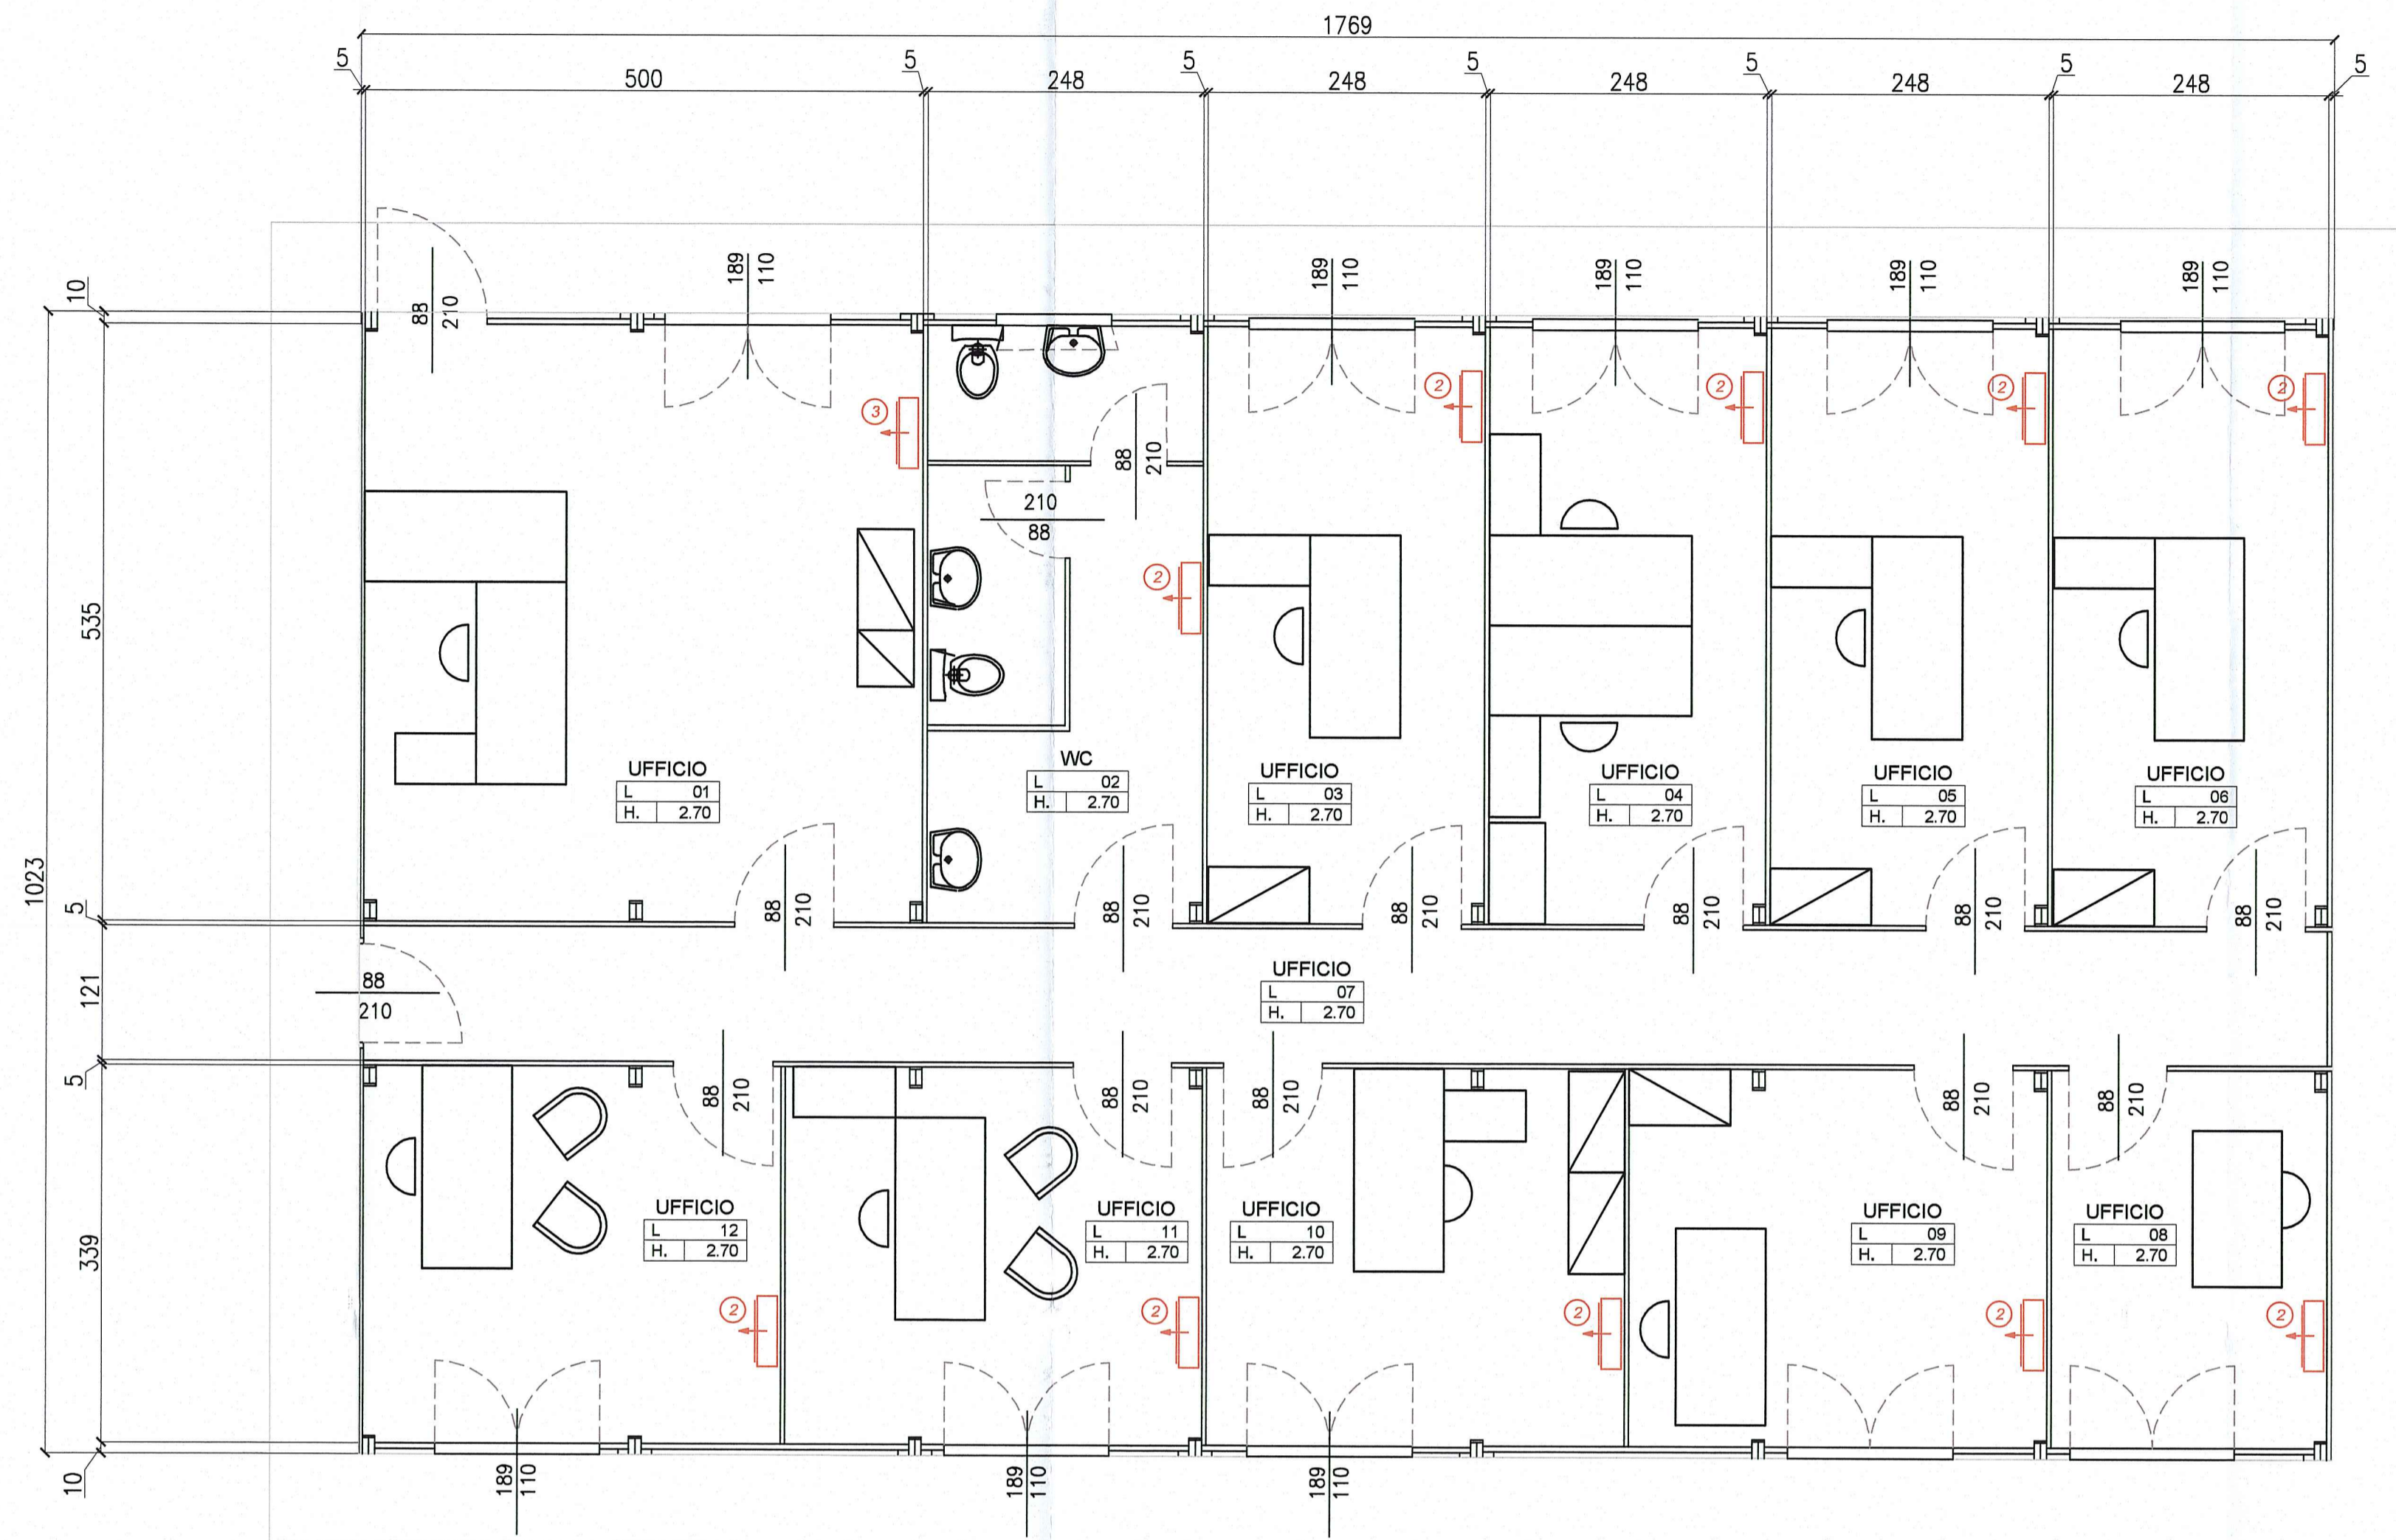 1769
5 500 5 248 5 248 5 248 5 248 5 248 5
189 110 189 110 189 110 189 110 189 110
88 210
10
3 2 2 2 2
88 210
210
88
2
535
UFFICIO
L 01
H. 2.70
WC
L 02
H. 2.70
UFFICIO
L 03
H. 2.70
UFFICIO
L 04
H. 2.70
UFFICIO
L 05
H. 2.70
UFFICIO
L 06
H. 2.70
1023
5
88 210 88 210 88 210 88 210 88 210 88 210
121
88
210
UFFICIO
L 07
H. 2.70
5
88 210 88 210 88 210 88 210 88 210
339
UFFICIO
L 12
H. 2.70
UFFICIO
L 11
H. 2.70
UFFICIO
L 10
H. 2.70
UFFICIO
L 09
H. 2.70
UFFICIO
L 08
H. 2.70
2 2 2 2 2
10
189 110 189 110 189 110